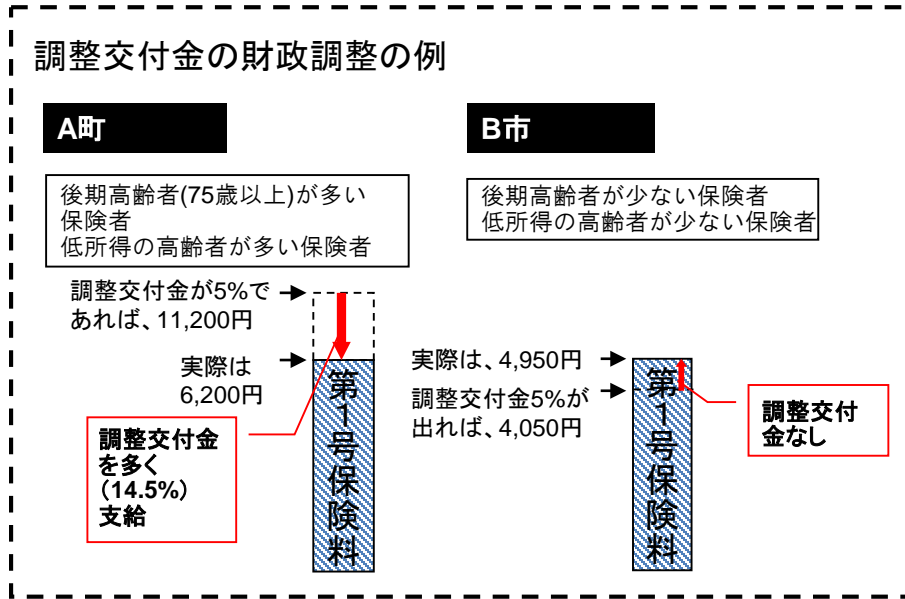 調整交付金の財政調整の例
A町
後期高齢者(75歳以上)が多い
保険者
低所得の高齢者が多い保険者
調整交付金が5%で
あれば、11,200円
実際は
6,200円
調整交付金
を多く
（14.5%）
支給
第1号保険料
B市
後期高齢者が少ない保険者
低所得の高齢者が少ない保険者
実際は、4,950円
調整交付金5%が
出れば、4,050円
第1号保険料
調整交付
金なし